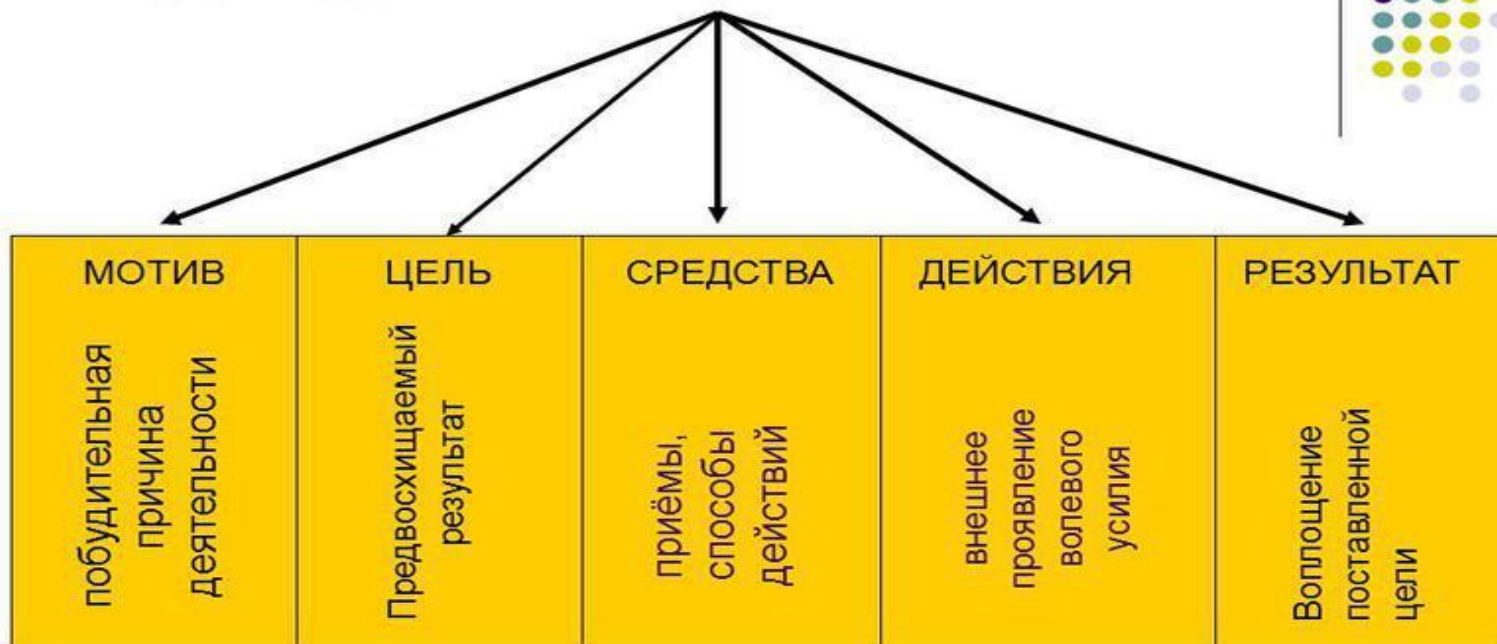 МОТИВ
побудительная
причина
деятельности
ЦЕЛЬ
Предвосхищаемый
результат
СРЕДСТВА
приёмы,
способы
действий
ДЕЙСТВИЯ
внешнее
проявление
волевого
усилия
РЕЗУЛЬТАТ
Воплощение
поставленной
цели